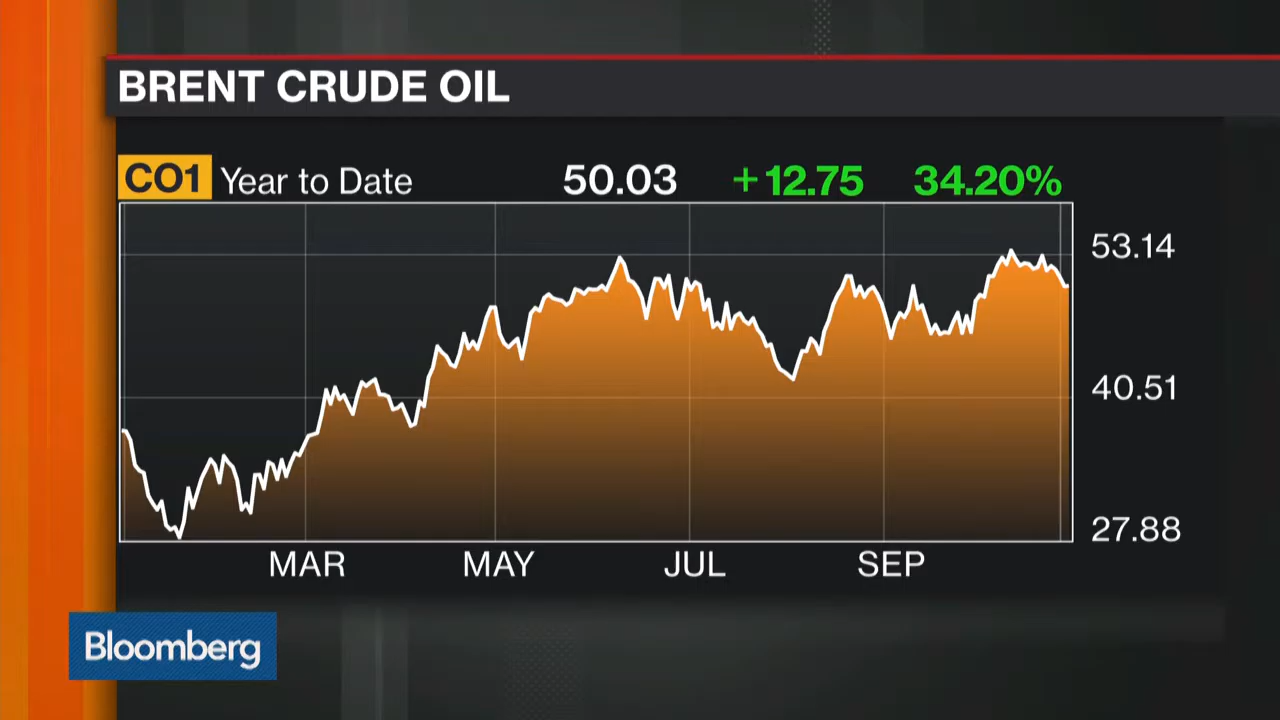 BRENT CRUDE OIL
CO1 Year to Date 50.03 +12.75 34.20%
53.14
40.51
27.88
MAR MAY JUL SEP
Bloomberg